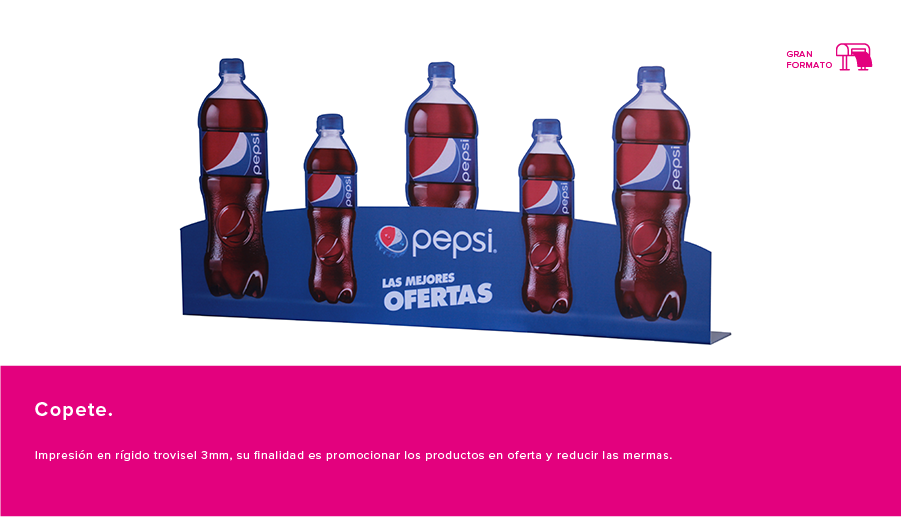 GRAN
FORMATO
pepsi
pepsi
pepsi
pepsi
pepsi
pepsi
LAS MEJORES
OFERTAS
Copete.
Impresión en rígido trovisel 3mm, su finalidad es promocionar los productos en oferta y reducir las mermas.